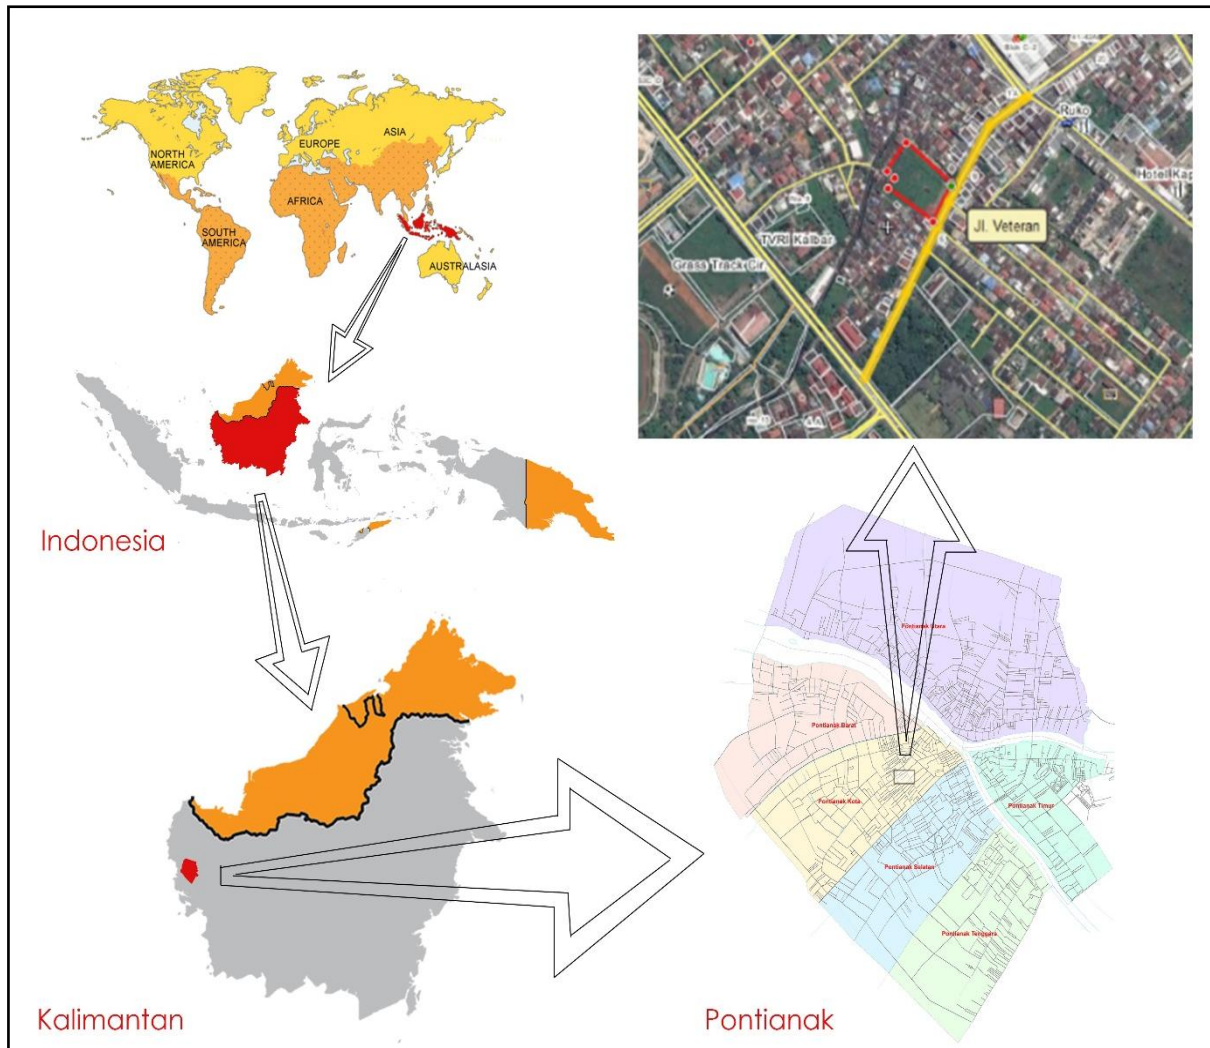 NORTH
AMERICA
EUROPE
ASIA
AFRICA
SOUTH
AMERICA
AUSTRALASIA
Ruko
Hotel Kap
Jl. Veteran
TVRI Kalbar
Grass Track Cir
4A
Indonesia
Pontianak Utara
Pontianak Barat
Pontianak Kota
Pontianak Timur
Pontianak Selatan
Pontianak Tenggara
Kalimantan
Pontianak